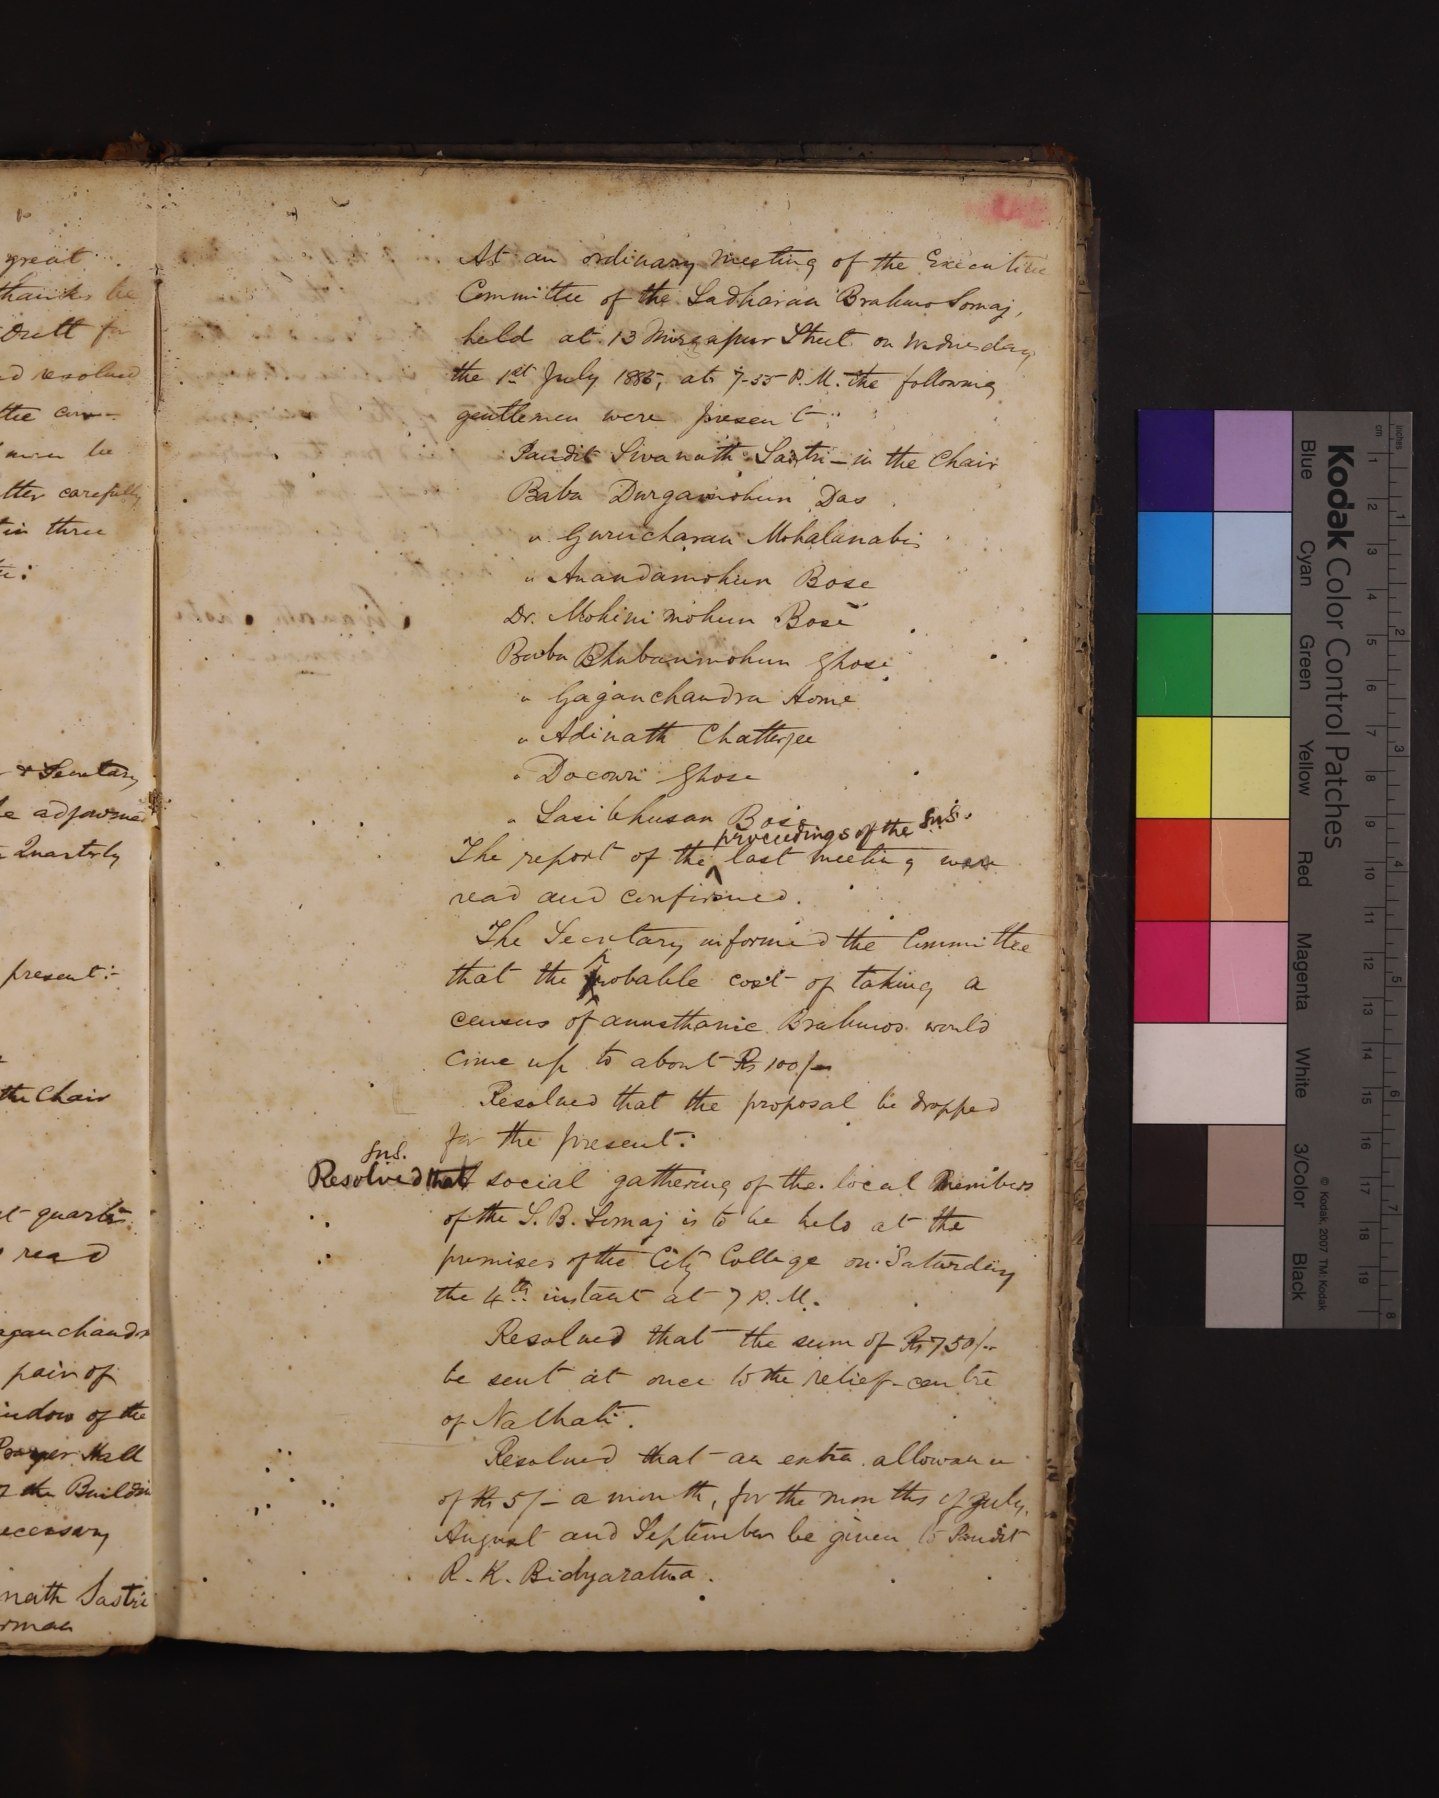 great
thanks be
Dutt for
d resolved
the com-
be
tter carefully
in three
& Secretary
e adjourned
Quarterly
present:-
the Chair
t quarter
read
aganchandra
pair of
indow of the
Prayer Hall
of the Building
ecessary
nath Sastri
rman
At an ordinary meeting of the Executive
Committee of the Sadharan Brahmo Somaj,
held at 13 Mirzapur Street on Wednesday
the 1st July 1885, at 7-55 P.M. the following
gentlemen were present:
Pandit Sivanath Sastri - in the Chair
Babu Durgamohun Das
" Gurucharan Mohalanabis
" Anandamohun Bose
Dr. Mohinimohun Bose
Babu Bhubanmohun Ghose
" Gaganchandra Home
" Adinath Chatterjee
" Docowri Ghose
" Sasibhusan Bose
proceedings of the SnS.
The report of the last meeting was
read and confirmed.
The Secretary informed the Committee
that the probable cost of taking a
census of anusthanic Brahmos would
come up to about Rs 100/-
Resolved that the proposal be dropped
for the present.
SnS.
Resolved that social gathering of the local Members
of the S. B. Somaj is to be held at the
premises of the City College on Saturday
the 4th instant at 7 P.M.
Resolved that the sum of Rs 750/-
be sent at once to the relief-centre
of Nalhati.
Resolved that an extra allowance
of Rs 5/- a month, for the months of July,
August and September be given to Pandit
R. K. Bidyaratna.
Kodak Color Control Patches
Blue Cyan Green Yellow Red Magenta White 3/Color Black
© Kodak, 2007 TM: Kodak
cm 1 2 3 4 5 6 7 8 9 10 11 12 13 14 15 16 17 18 19
inches 1 2 3 4 5 6 7 8